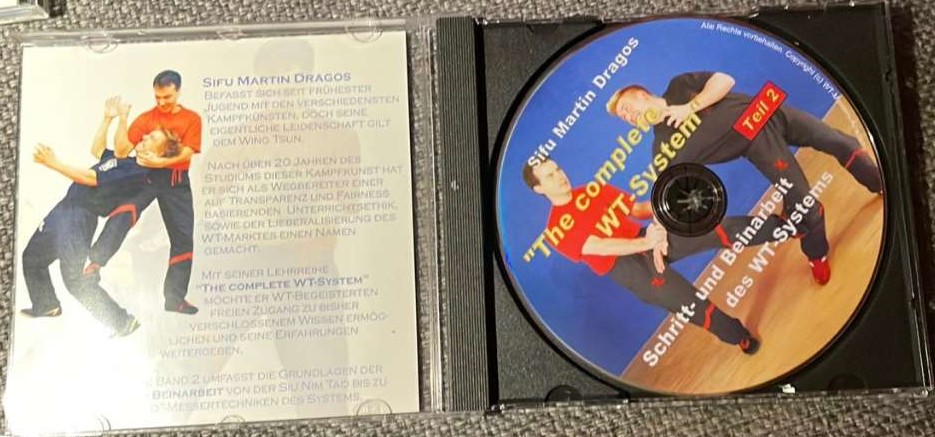 SIFU MARTIN DRAGOS
BEFASST SICH SEIT FRÜHESTER
JUGEND MIT DEN VERSCHIEDENSTEN
KAMPFKÜNSTEN, DOCH SEINE
EIGENTLICHE LEIDENSCHAFT GILT
DEM WING TSUN.
NACH ÜBER 20 JAHREN DES
STUDIUMS DIESER KAMPFKUNST HAT
ER SICH ALS WEGBEREITER EINER
AUF TRANSPARENZ UND FAIRNESS
BASIERENDEN UNTERRICHTSETHIK,
SOWIE DER LIEBERALISIERUNG DES
WT-MARKTES EINEN NAMEN
GEMACHT.
MIT SEINER LEHRREIHE
"THE COMPLETE WT-SYSTEM"
MÖCHTE ER WT-BEGEISTERTEN
FREIEN ZUGANG ZU BISHER
VERSCHLOSSENEM WISSEN ERMÖG-
LICHEN UND SEINE ERFAHRUNGEN
WEITERGEBEN.
BAND 2 UMFASST DIE GRUNDLAGEN DER
BEINARBEIT VON DER SIU NIM TAO BIS ZU
MESSERTECHNIKEN DES SYSTEMS.
Alle Rechte vorbehalten. Copyright (c) WT
Sifu Martin Dragos
"The complete
WT-System"
Teil 2
Schritt- und Beinarbeit
des WT-Systems